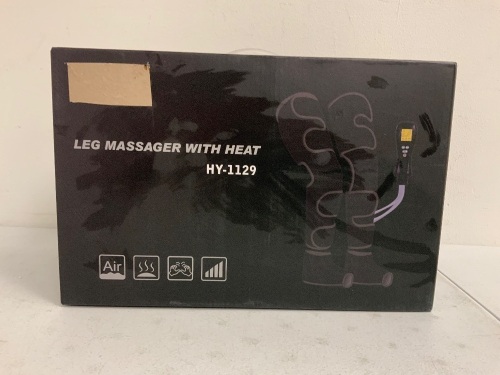 LEG MASSAGER WITH HEAT
HY-1129
Air